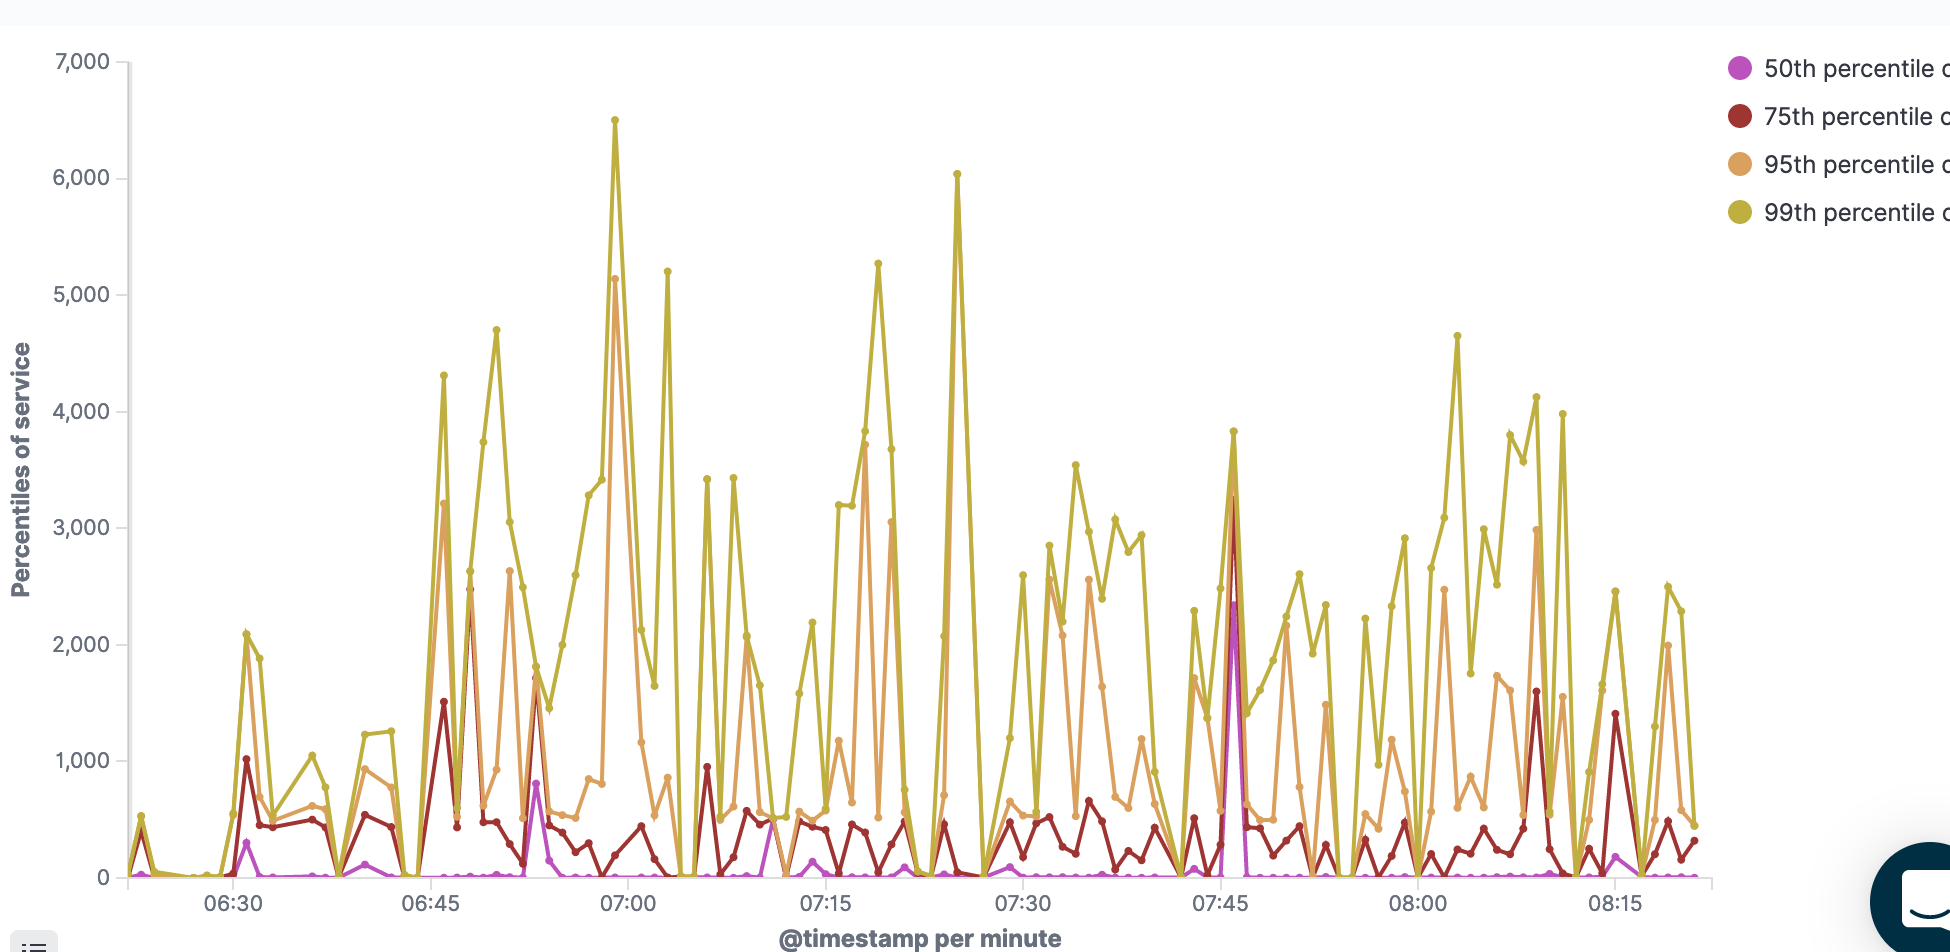 7,000
6,000
5,000
4,000
3,000
2,000
1,000
0
Percentiles of service
06:30
06:45
07:00
07:15
07:30
07:45
08:00
08:15
@timestamp per minute
50th percentile
75th percentile
95th percentile
99th percentile